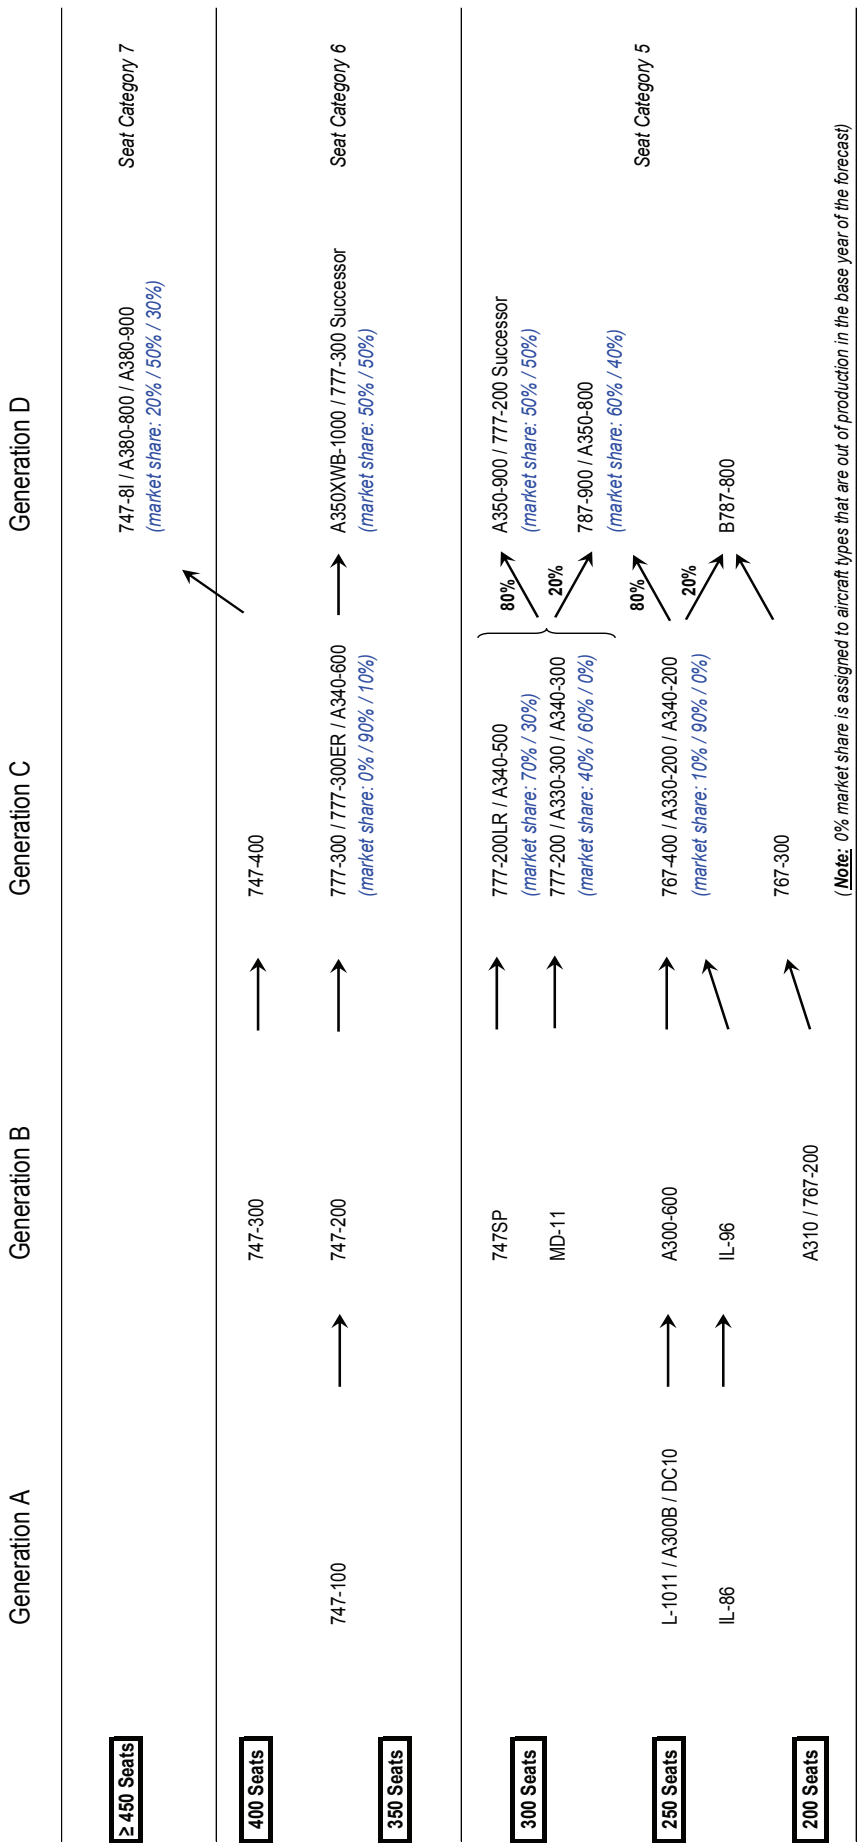 Generation A
Generation B
Generation C
Generation D
≥ 450 Seats
747-8I / A380-800 / A380-900
(market share: 20% / 50% / 30%)
Seat Category 7
400 Seats
747-300
747-400
350 Seats
747-100
747-200
777-300 / 777-300ER / A340-600
(market share: 0% / 90% / 10%)
A350XWB-1000 / 777-300 Successor
(market share: 50% / 50%)
Seat Category 6
300 Seats
747SP
777-200LR / A340-500
(market share: 70% / 30%)
MD-11
777-200 / A330-300 / A340-300
(market share: 40% / 60% / 0%)
80%
20%
A350-900 / 777-200 Successor
(market share: 50% / 50%)
787-900 / A350-800
(market share: 60% / 40%)
Seat Category 5
250 Seats
L-1011 / A300B / DC10
A300-600
767-400 / A330-200 / A340-200
(market share: 10% / 90% / 0%)
80%
20%
IL-86
IL-96
B787-800
200 Seats
A310 / 767-200
767-300
(Note: 0% market share is assigned to aircraft types that are out of production in the base year of the forecast)